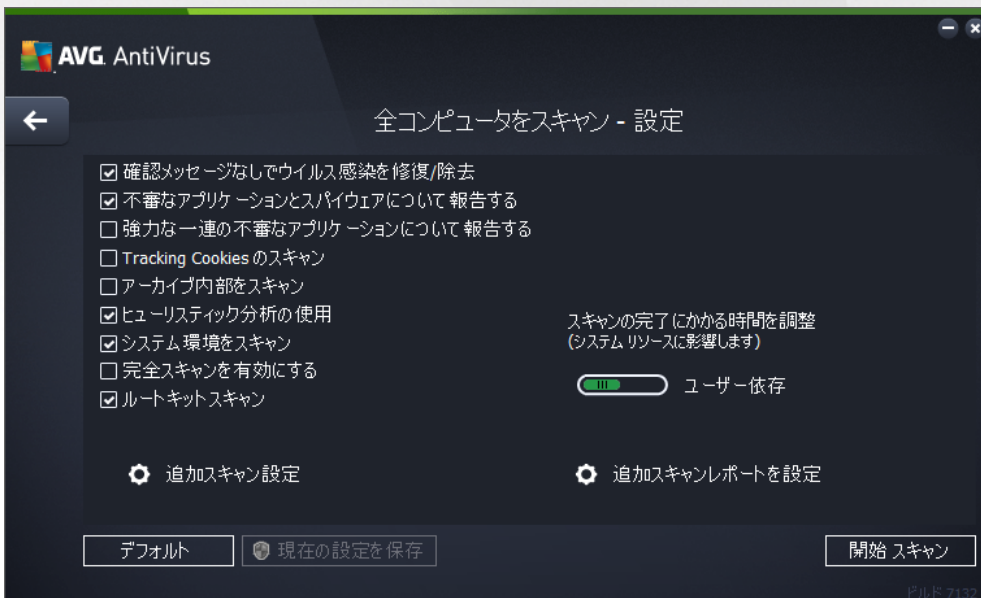 AVG. AntiVirus
全コンピュータをスキャン - 設定
確認メッセージなしでウイルス感染を修復/除去
不審なアプリケーションとスパイウェアについて報告する
強力な一連の不審なアプリケーションについて報告する
Tracking Cookies のスキャン
アーカイブ内部をスキャン
ヒューリスティック分析の使用
システム環境をスキャン
完全スキャンを有効にする
ルートキットスキャン
スキャンの完了にかかる時間を調整
(システム リソースに影響します)
ユーザー依存
追加スキャン設定
追加スキャンレポートを設定
デフォルト
現在の設定を保存
開始 スキャン
ビルド 7132